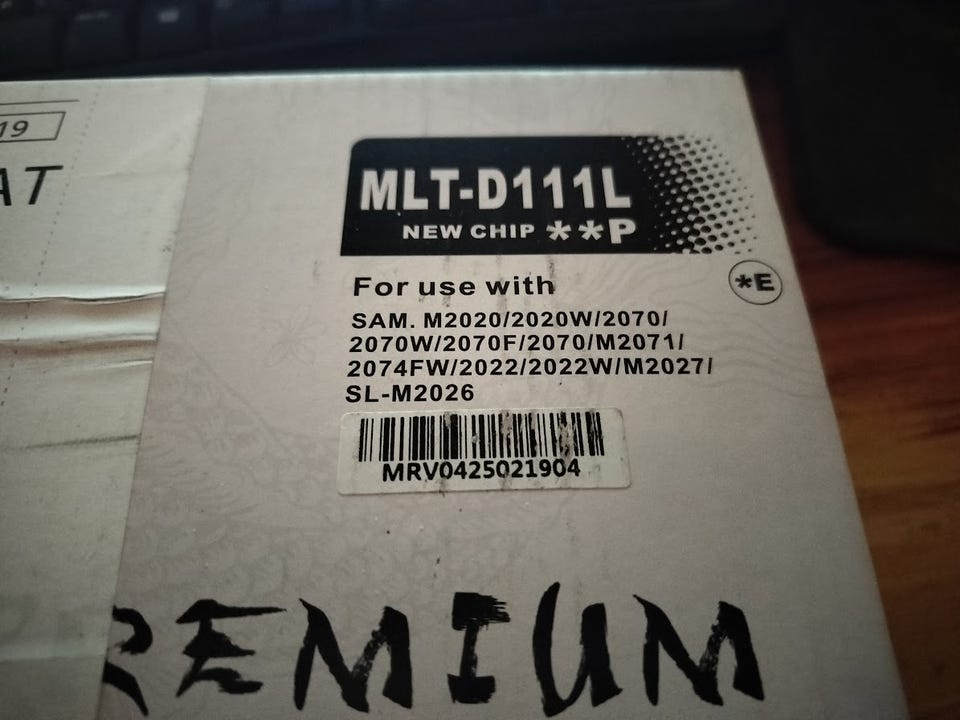 19
AT
MLT-D111L
NEW CHIP **P
*E
For use with
SAM. M2020/2020W/2070/
2070W/2070F/2070/M2071/
2074FW/2022/2022W/M2027/
SL-M2026
MRV0425021904
REMIUM